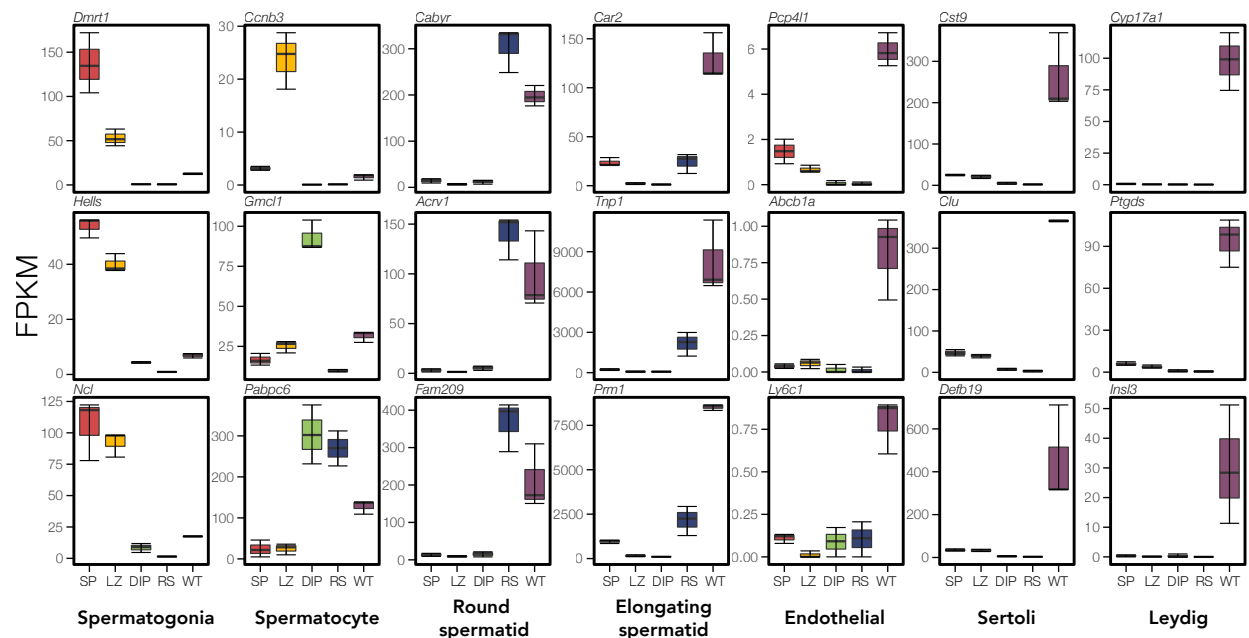 Dmrt1 Ccnb3 Cabyr Car2 Pcp4l1 Cst9 Cyp17a1
150 100 50 0
30 20 10 0
300 200 100 0
150 100 50 0
6 4 2 0
300 200 100 0
125 100 75 50 25 0
Hells Gmcl1 Acrv1 Tnp1 Abcb1a Clu Ptgds
FPKM
40 20 0
100 75 50 25
150 100 50 0
9000 6000 3000 0
1.00 0.75 0.50 0.25 0.00
300 200 100 0
90 60 30 0
Ncl Pabpc6 Fam209 Prm1 Ly6c1 Defb19 Insl3
125 100 75 50 25 0
300 200 100 0
400 300 200 100 0
7500 5000 2500 0
0.75 0.50 0.25 0.00
600 400 200 0
50 40 30 20 10 0
SP LZ DIP RS WT SP LZ DIP RS WT SP LZ DIP RS WT SP LZ DIP RS WT SP LZ DIP RS WT SP LZ DIP RS WT SP LZ DIP RS WT
Spermatogonia Spermatocyte Round spermatid Elongating spermatid Endothelial Sertoli Leydig